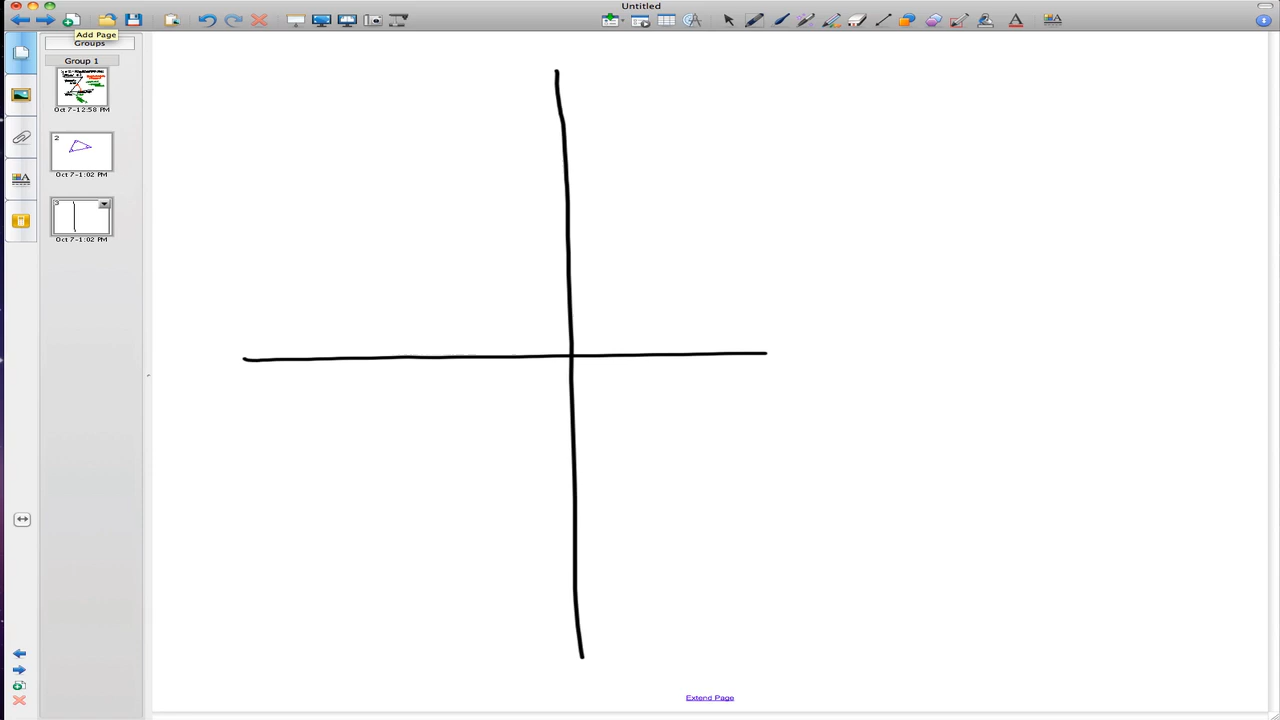 Untitled
Add Page
Groups
Group 1
Oct 7-12:58 PM
2
Oct 7-1:02 PM
3
Oct 7-1:02 PM
Extend Page